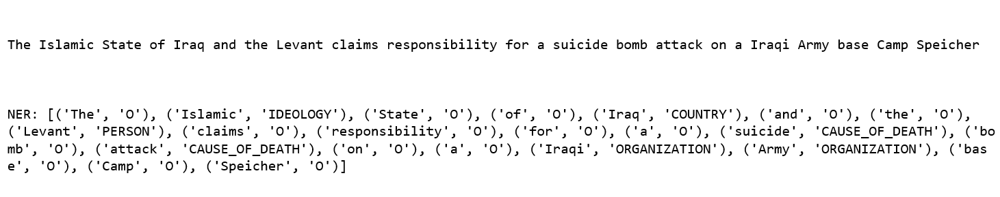 The Islamic State of Iraq and the Levant claims responsibility for a suicide bomb attack on a Iraqi Army base Camp Speicher
NER: [('The', 'O'), ('Islamic', 'IDEOLOGY'), ('State', 'O'), ('of', 'O'), ('Iraq', 'COUNTRY'), ('and', 'O'), ('the', 'O'),
('Levant', 'PERSON'), ('claims', 'O'), ('responsibility', 'O'), ('for', 'O'), ('a', 'O'), ('suicide', 'CAUSE_OF_DEATH'), ('bo
mb', 'O'), ('attack', 'CAUSE_OF_DEATH'), ('on', 'O'), ('a', 'O'), ('Iraqi', 'ORGANIZATION'), ('Army', 'ORGANIZATION'), ('bas
e', 'O'), ('Camp', 'O'), ('Speicher', 'O')]